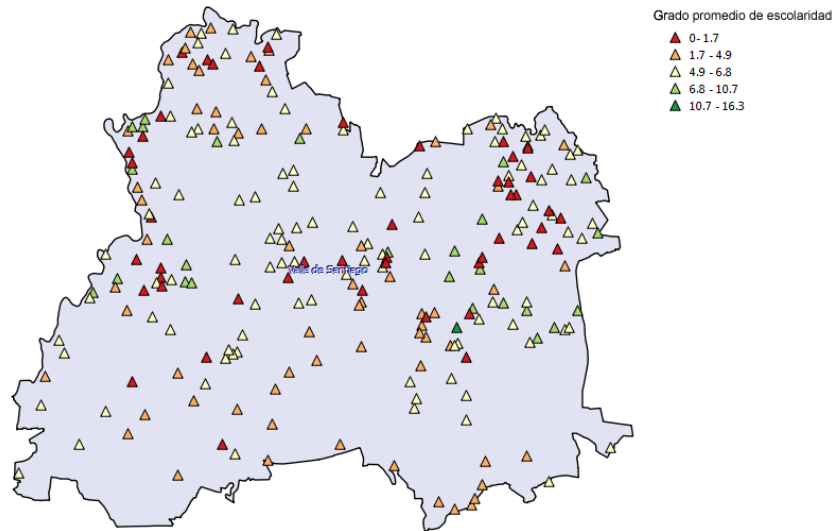 Grado promedio de escolaridad
0 - 1.7
1.7 - 4.9
4.9 - 6.8
6.8 - 10.7
10.7 - 16.3
Valle de Santiago